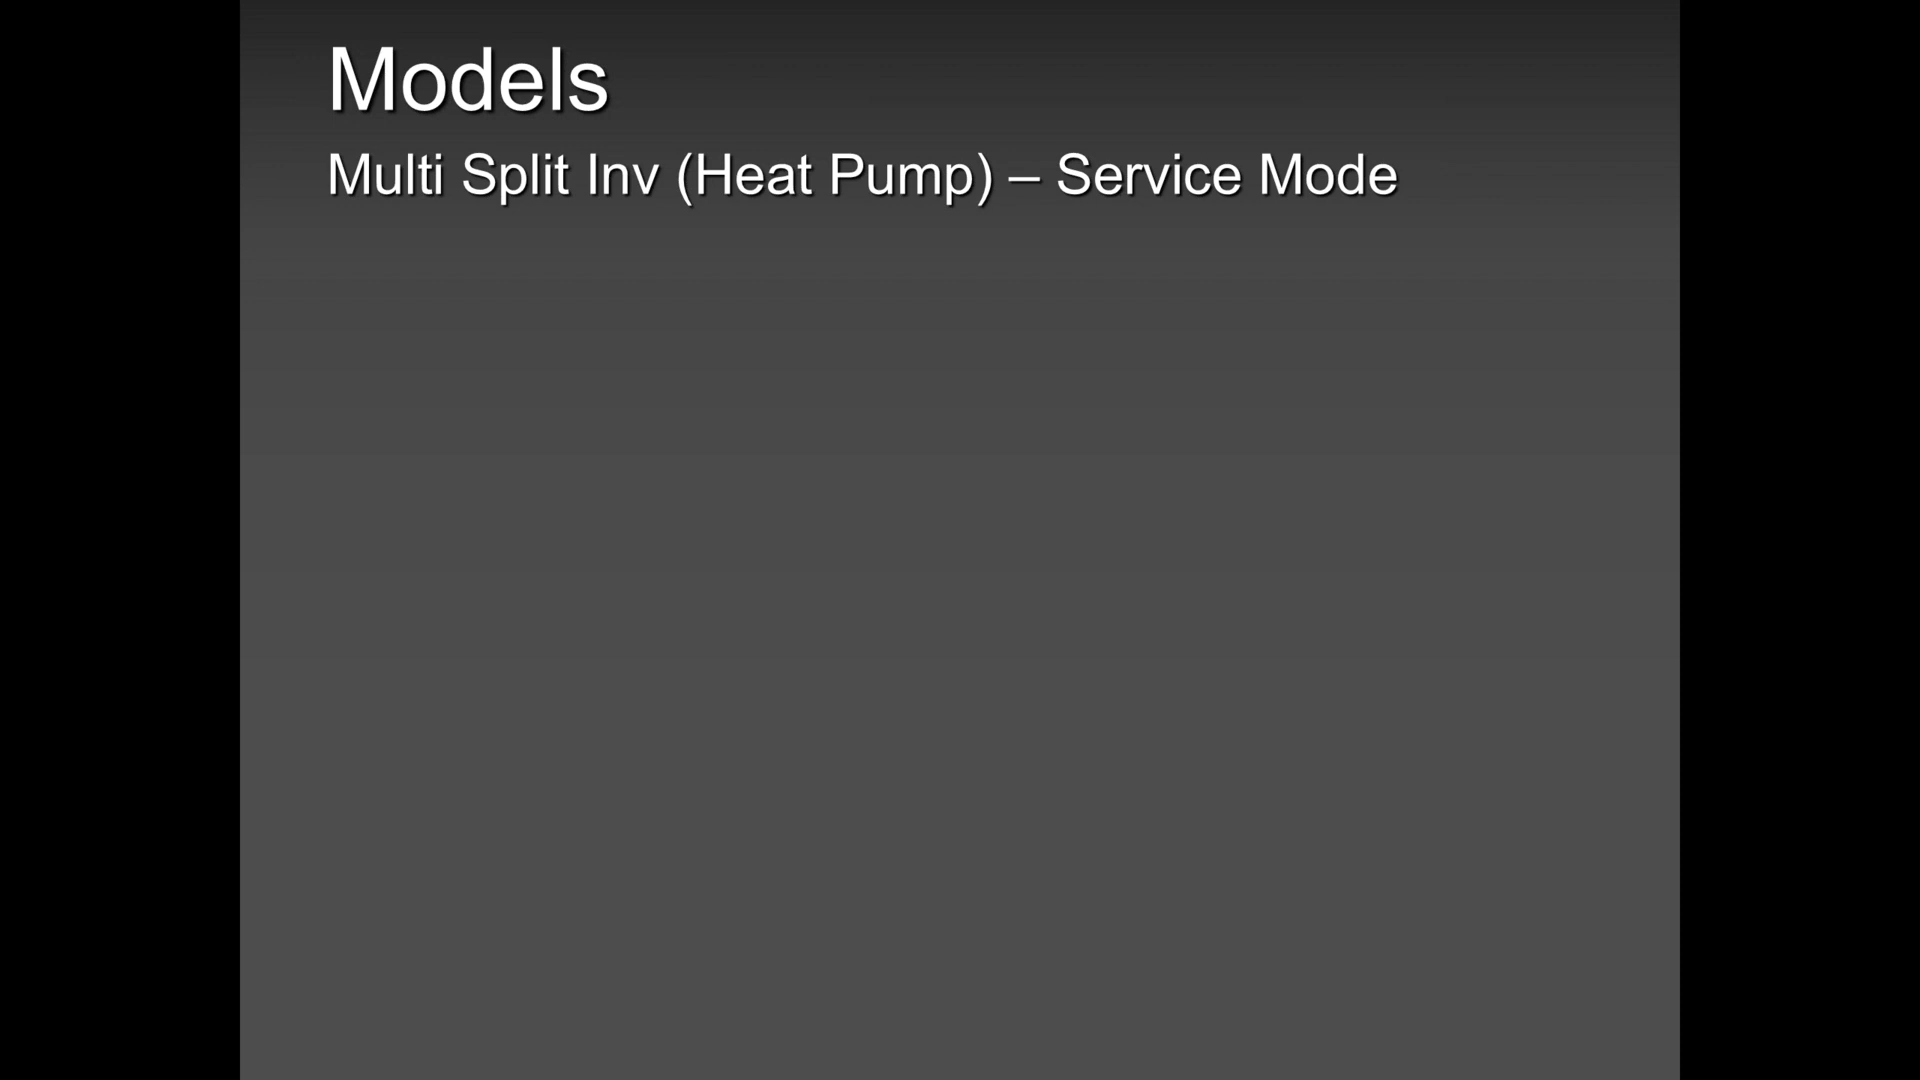 Models
Multi Split Inv (Heat Pump) – Service Mode